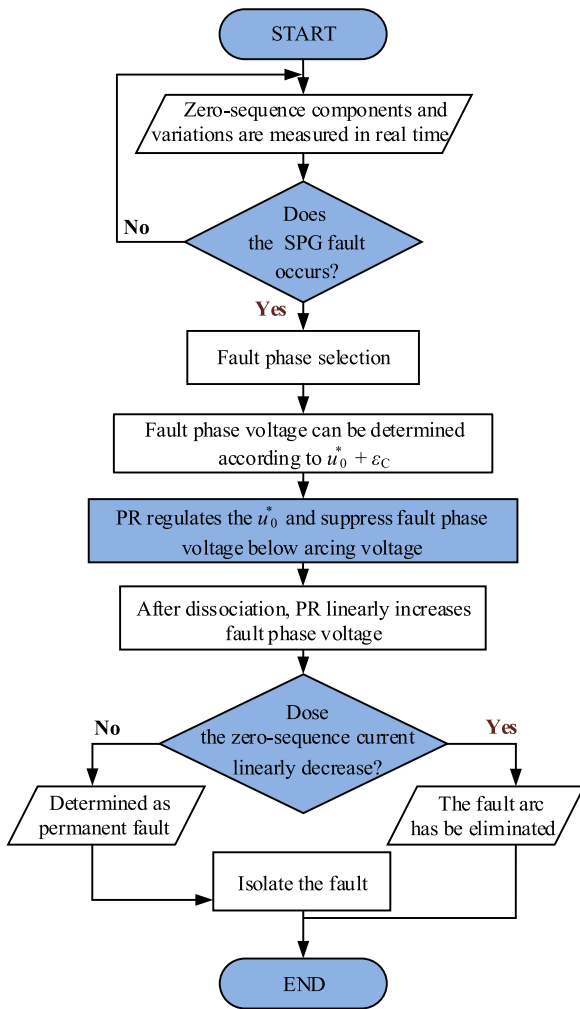 START
Zero-sequence components and
variations are measured in real time
Does
the SPG fault
occurs?
No
Yes
Fault phase selection
Fault phase voltage can be determined
according to u₀* + ε_C
PR regulates the u₀* and suppress fault phase
voltage below arcing voltage
After dissociation, PR linearly increases
fault phase voltage
Dose
the zero-sequence current
linearly decrease?
No
Yes
Determined as
permanent fault
The fault arc
has be eliminated
Isolate the fault
END